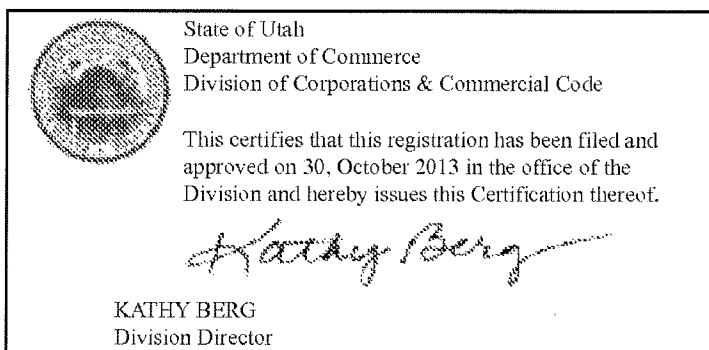 State of Utah
Department of Commerce
Division of Corporations & Commercial Code
This certifies that this registration has been filed and
approved on 30, October 2013 in the office of the
Division and hereby issues this Certification thereof.
Kathy Berg
KATHY BERG
Division Director